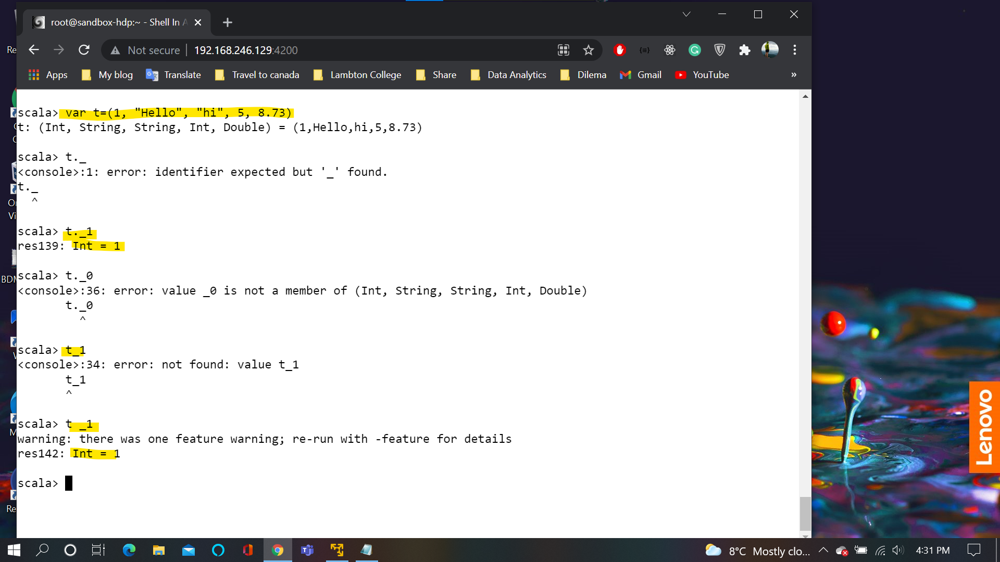 root@sandbox-hdp:~ - Shell In A
Not secure | 192.168.246.129:4200
Apps My blog Translate Travel to canada Lambton College Share Data Analytics Dilema Gmail YouTube »
scala> var t=(1, "Hello", "hi", 5, 8.73)
t: (Int, String, String, Int, Double) = (1,Hello,hi,5,8.73)
scala> t._
<console>:1: error: identifier expected but '_' found.
t._
^
scala> t._1
res139: Int = 1
scala> t._0
<console>:36: error: value _0 is not a member of (Int, String, String, Int, Double)
t._0
^
scala> t_1
<console>:34: error: not found: value t_1
t_1
^
scala> t _1
warning: there was one feature warning; re-run with -feature for details
res142: Int = 1
scala>
Re
On
Vi
BDM
Re
Lenovo
8°C Mostly clo... 4:31 PM